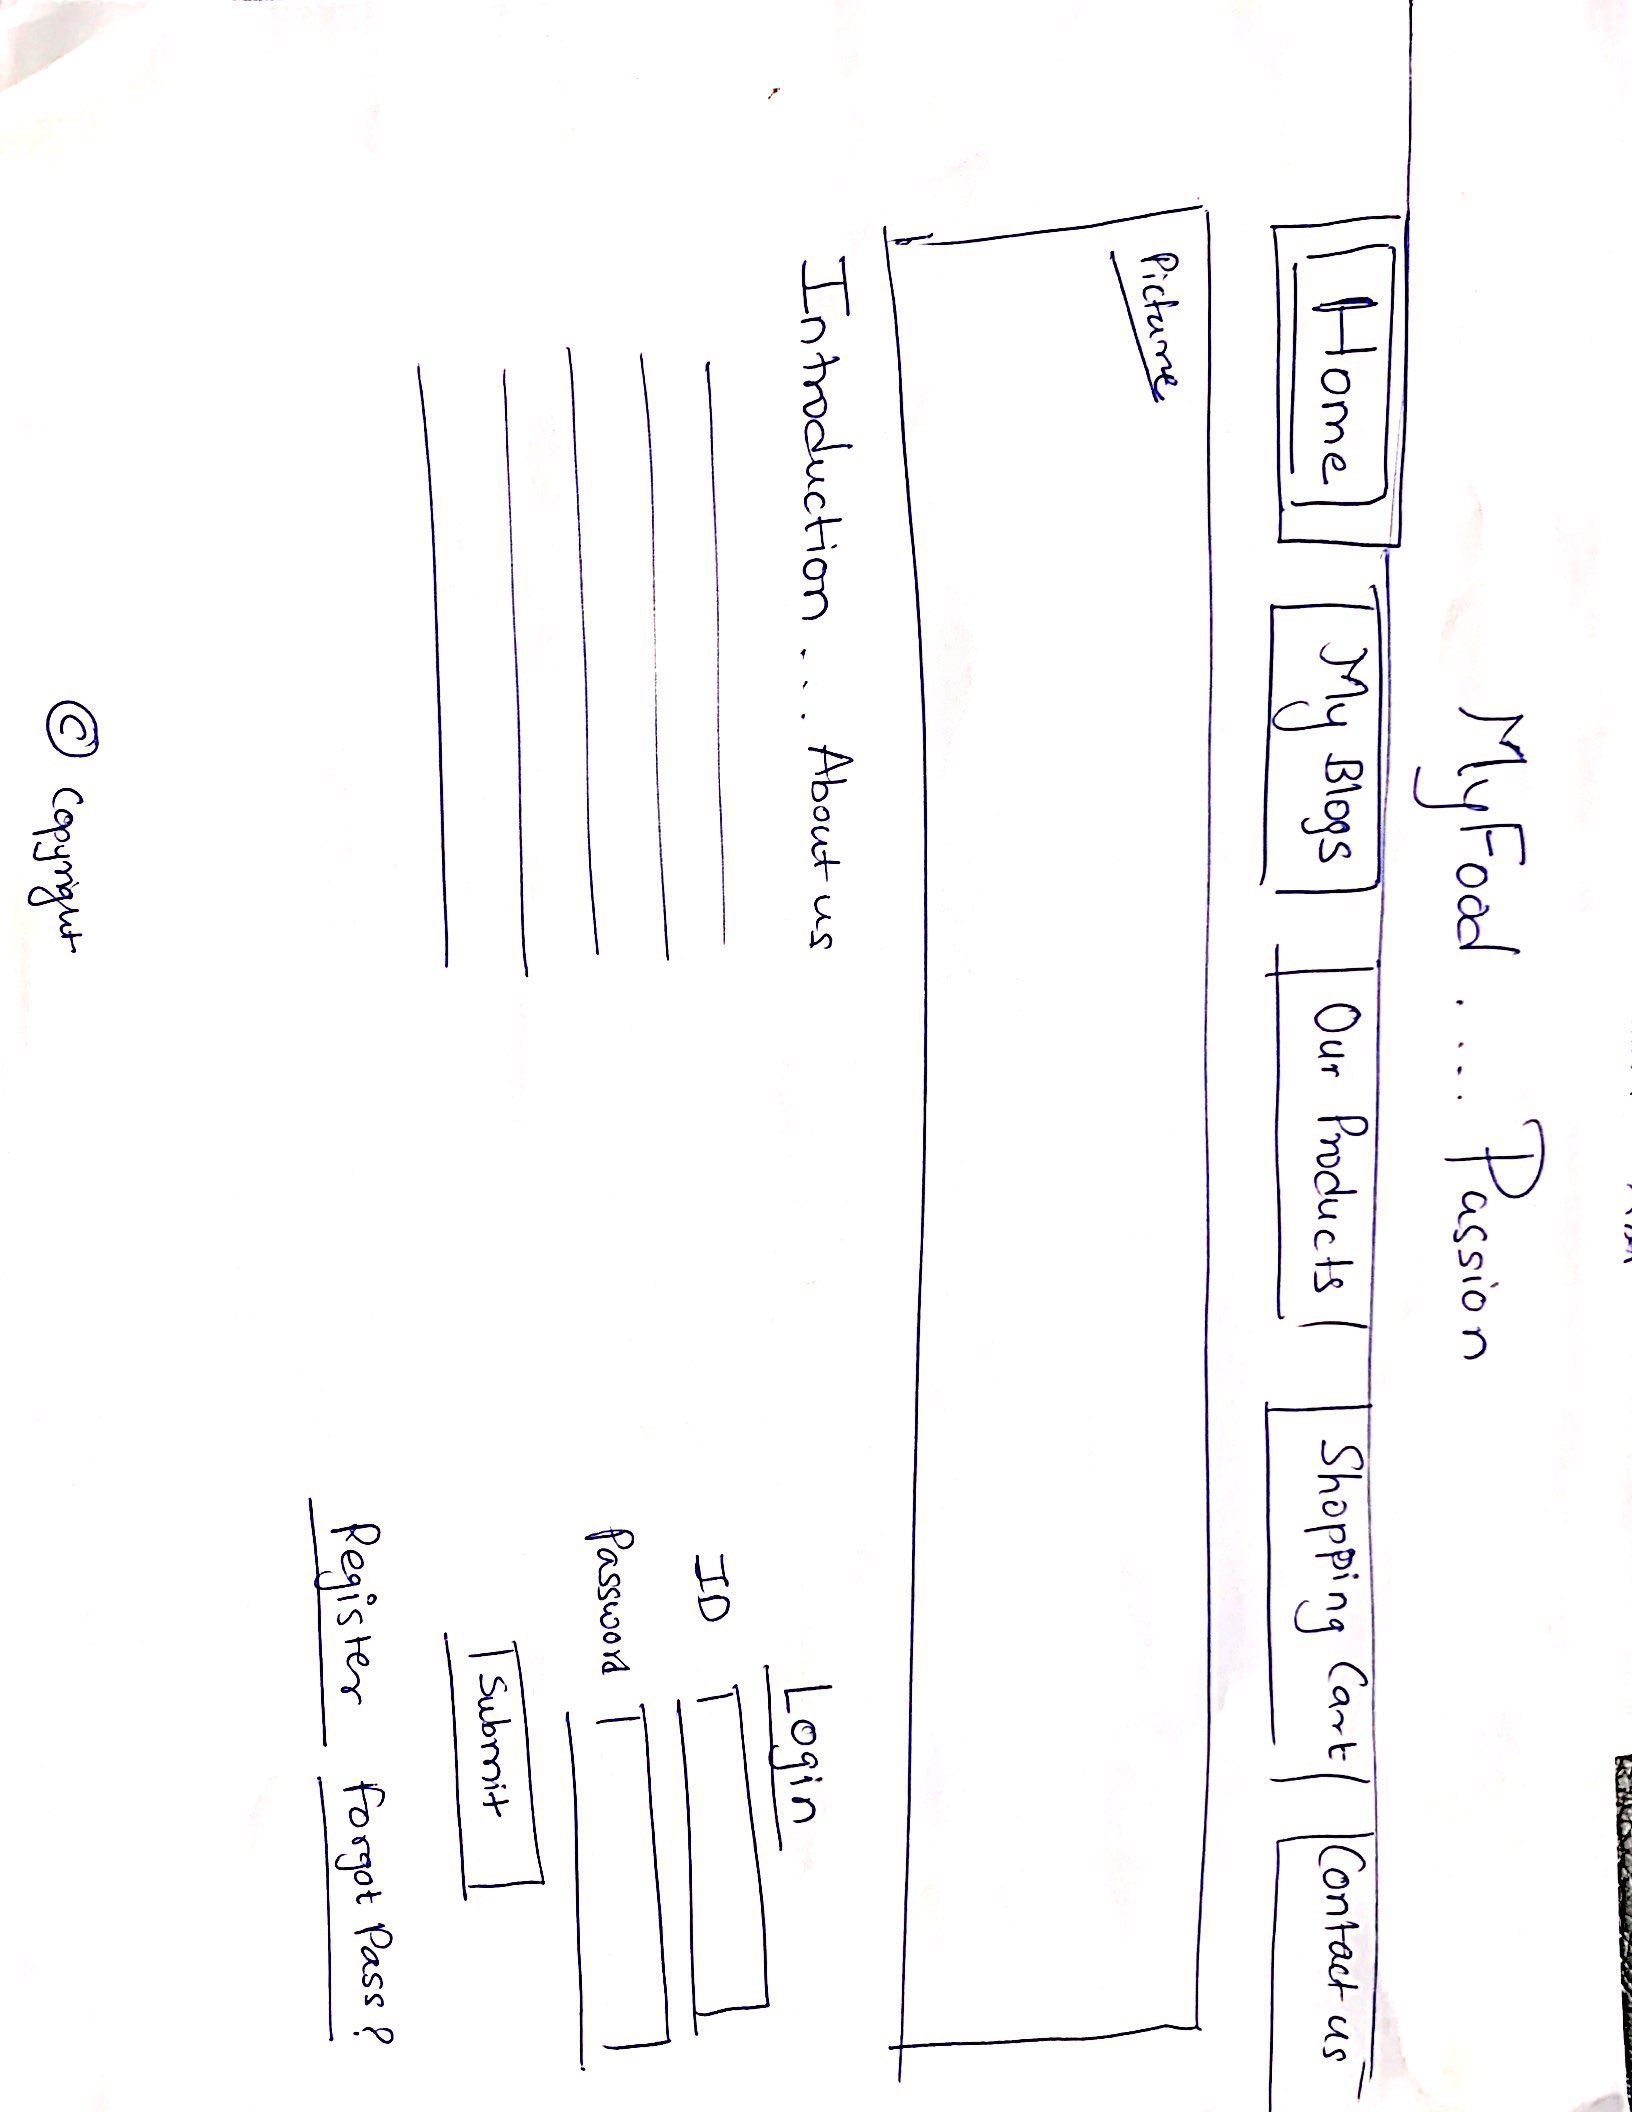 MyFood .... Passion
Home My Blogs Our Products Shopping Cart Contact us
Picture
Introduction ... About us
Login
ID
Password
Submit
Register Forgot Pass?
© Copyright